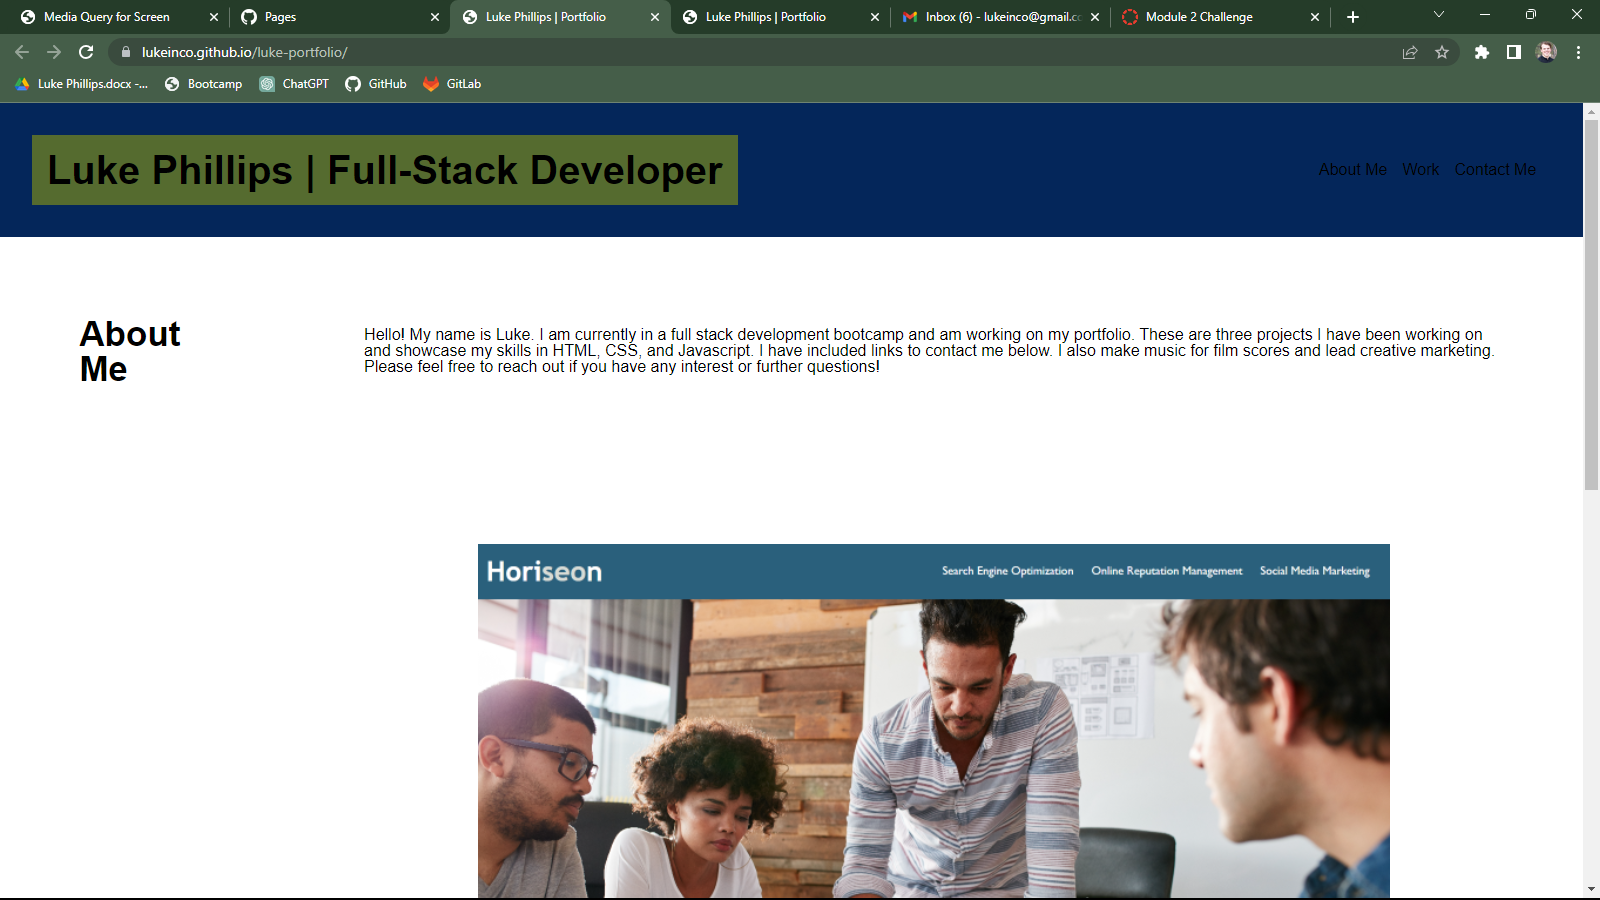 Media Query for Screen
Pages
Luke Phillips | Portfolio
Luke Phillips | Portfolio
Inbox (6) - lukeinco@gmail.cc
Module 2 Challenge
lukeinco.github.io/luke-portfolio/
Luke Phillips.docx -...
Bootcamp
ChatGPT
GitHub
GitLab
Luke Phillips | Full-Stack Developer
About Me Work Contact Me
About
Me
Hello! My name is Luke. I am currently in a full stack development bootcamp and am working on my portfolio. These are three projects I have been working on
and showcase my skills in HTML, CSS, and Javascript. I have included links to contact me below. I also make music for film scores and lead creative marketing.
Please feel free to reach out if you have any interest or further questions!
Horiseon
Search Engine Optimization Online Reputation Management Social Media Marketing